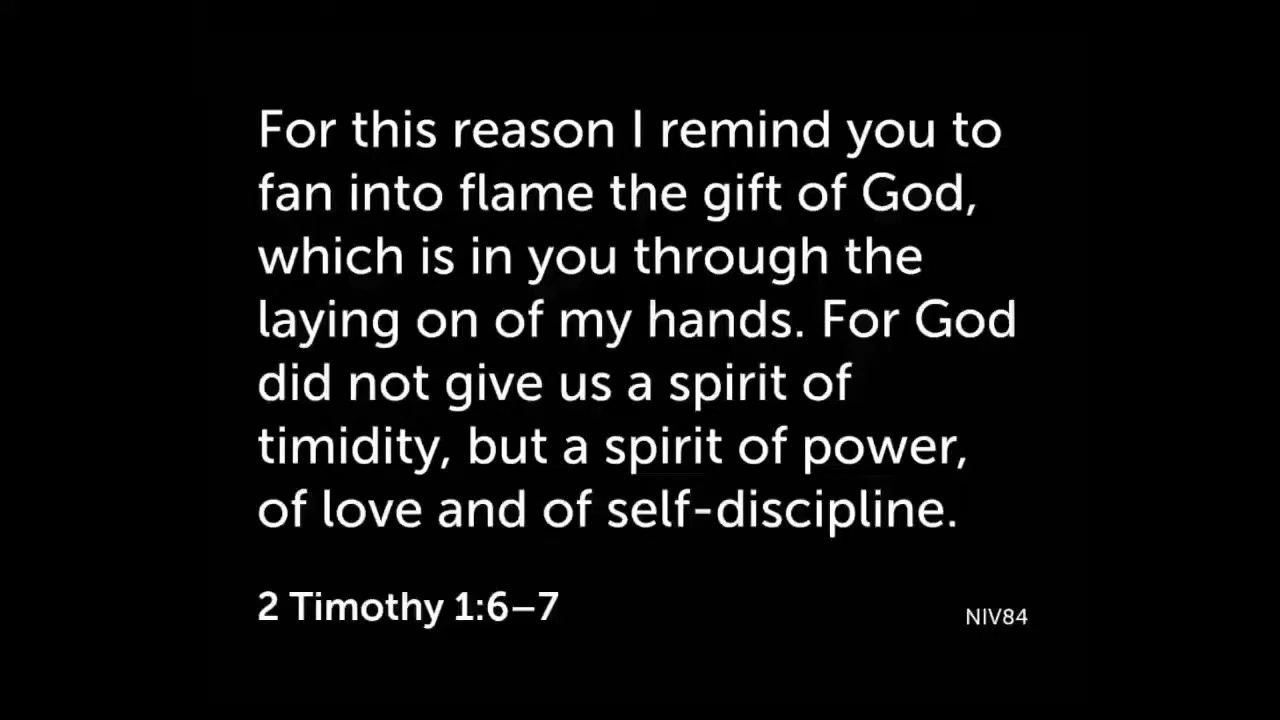 For this reason I remind you to
fan into flame the gift of God,
which is in you through the
laying on of my hands. For God
did not give us a spirit of
timidity, but a spirit of power,
of love and of self-discipline.
2 Timothy 1:6–7
NIV84